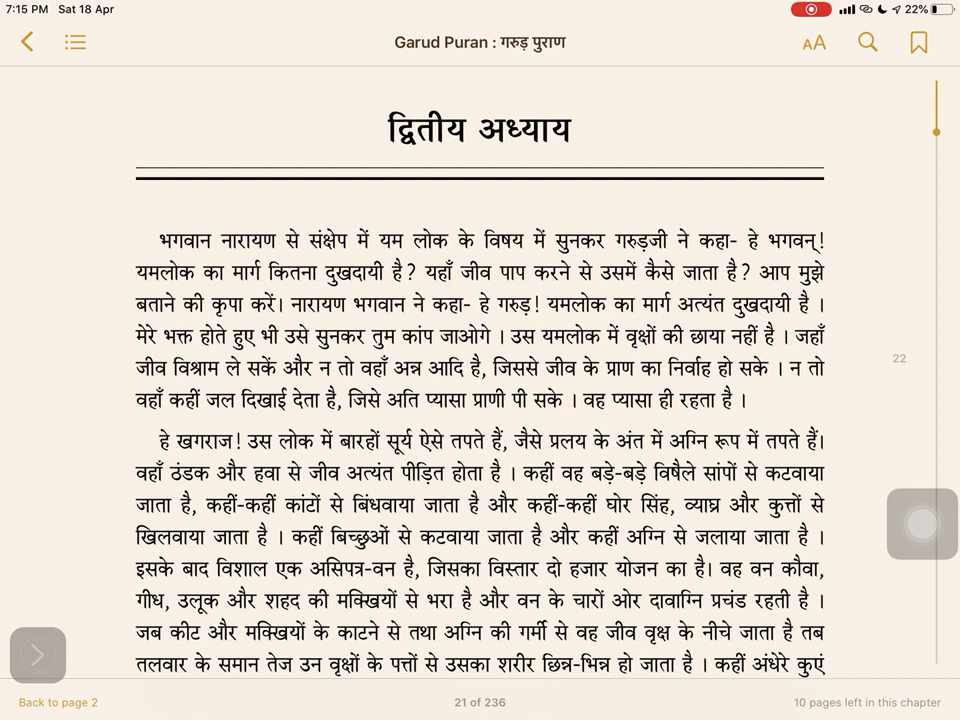 7:15 PM Sat 18 Apr 22%
Garud Puran : गरुड़ पुराण
AA
द्वितीय अध्याय
भगवान नारायण से संक्षेप में यम लोक के विषय में सुनकर गरुड़जी ने कहा- हे भगवन्!
यमलोक का मार्ग कितना दुखदायी है? यहाँ जीव पाप करने से उसमें कैसे जाता है? आप मुझे
बताने की कृपा करें। नारायण भगवान ने कहा- हे गरुड़! यमलोक का मार्ग अत्यंत दुखदायी है ।
मेरे भक्त होते हुए भी उसे सुनकर तुम कांप जाओगे । उस यमलोक में वृक्षों की छाया नहीं है । जहाँ
जीव विश्राम ले सकें और न तो वहाँ अन्न आदि है, जिससे जीव के प्राण का निर्वाह हो सके । न तो
वहाँ कहीं जल दिखाई देता है, जिसे अति प्यासा प्राणी पी सके । वह प्यासा ही रहता है ।
22
हे खगराज! उस लोक में बारहों सूर्य ऐसे तपते हैं, जैसे प्रलय के अंत में अग्नि रूप में तपते हैं।
वहाँ ठंडक और हवा से जीव अत्यंत पीड़ित होता है । कहीं वह बड़े-बड़े विषैले सांपों से कटवाया
जाता है, कहीं-कहीं कांटों से बिंधवाया जाता है और कहीं-कहीं घोर सिंह, व्याघ्र और कुत्तों से
खिलवाया जाता है । कहीं बिच्छुओं से कटवाया जाता है और कहीं अग्नि से जलाया जाता है ।
इसके बाद विशाल एक असिपत्र-वन है, जिसका विस्तार दो हजार योजन का है। वह वन कौवा,
गीध, उलूक और शहद की मक्खियों से भरा है और वन के चारों ओर दावाग्नि प्रचंड रहती है ।
जब कीट और मक्खियों के काटने से तथा अग्नि की गर्मी से वह जीव वृक्ष के नीचे जाता है तब
तलवार के समान तेज उन वृक्षों के पत्तों से उसका शरीर छिन्न-भिन्न हो जाता है । कहीं अंधेरे कुएं
Back to page 2 21 of 236 10 pages left in this chapter